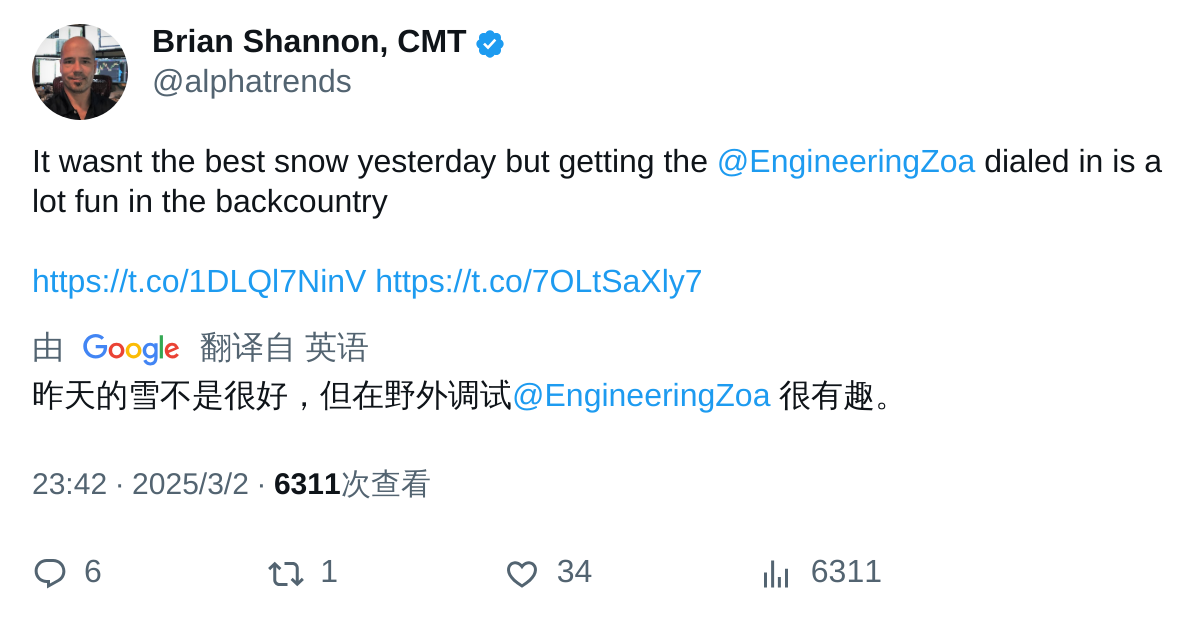 Brian Shannon, CMT
@alphatrends
It wasnt the best snow yesterday but getting the @EngineeringZoa dialed in is a
lot fun in the backcountry
https://t.co/1DLQl7NinV https://t.co/7OLtSaXly7
由 Google 翻译自 英语
昨天的雪不是很好，但在野外调试@EngineeringZoa 很有趣。
23:42 · 2025/3/2 · 6311次查看
6 1 34 6311